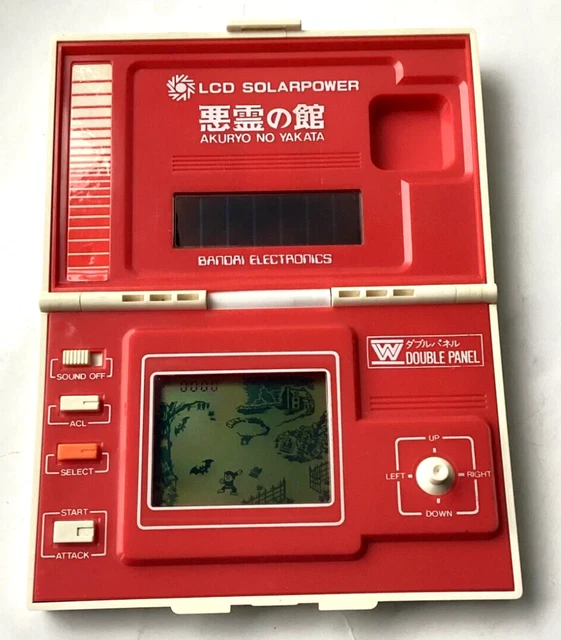 LCD SOLARPOWER
悪霊の館
AKURYO NO YAKATA
BANDAI ELECTRONICS
W ダブルパネル
DOUBLE PANEL
SOUND OFF
ACL
SELECT
START
ATTACK
0000
UP
LEFT
RIGHT
DOWN